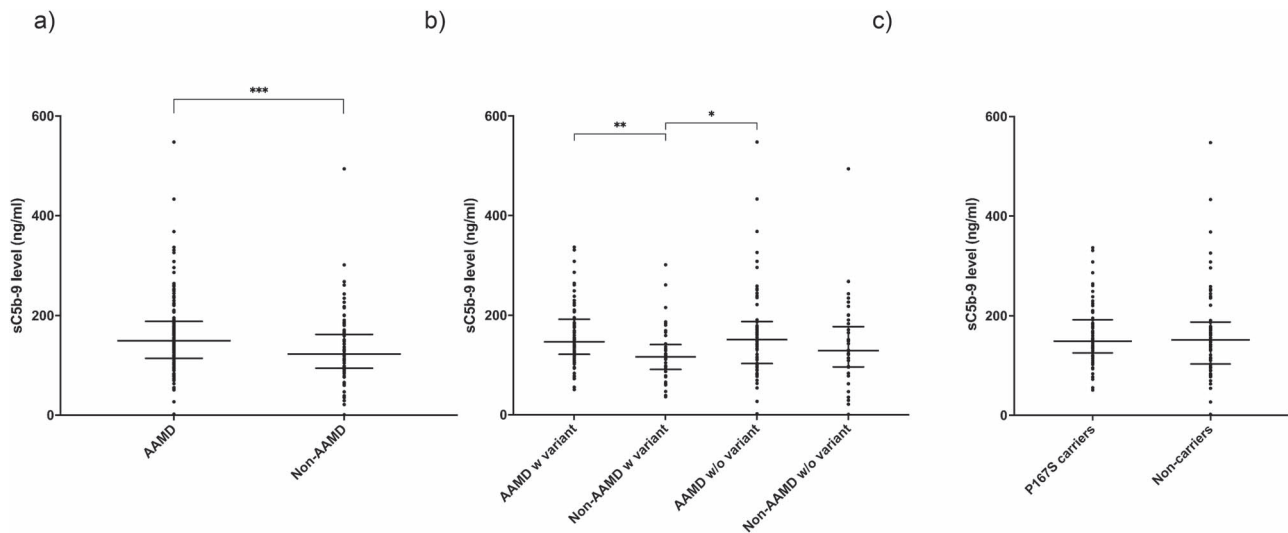 a)
sC5b-9 level (ng/ml)
600
400
200
0
***
AAMD
Non-AAMD
b)
sC5b-9 level (ng/ml)
600
400
200
0
**
*
AAMD w variant
Non-AAMD w variant
AAMD w/o variant
Non-AAMD w/o variant
c)
sC5b-9 level (ng/ml)
600
400
200
0
P167S carriers
Non-carriers